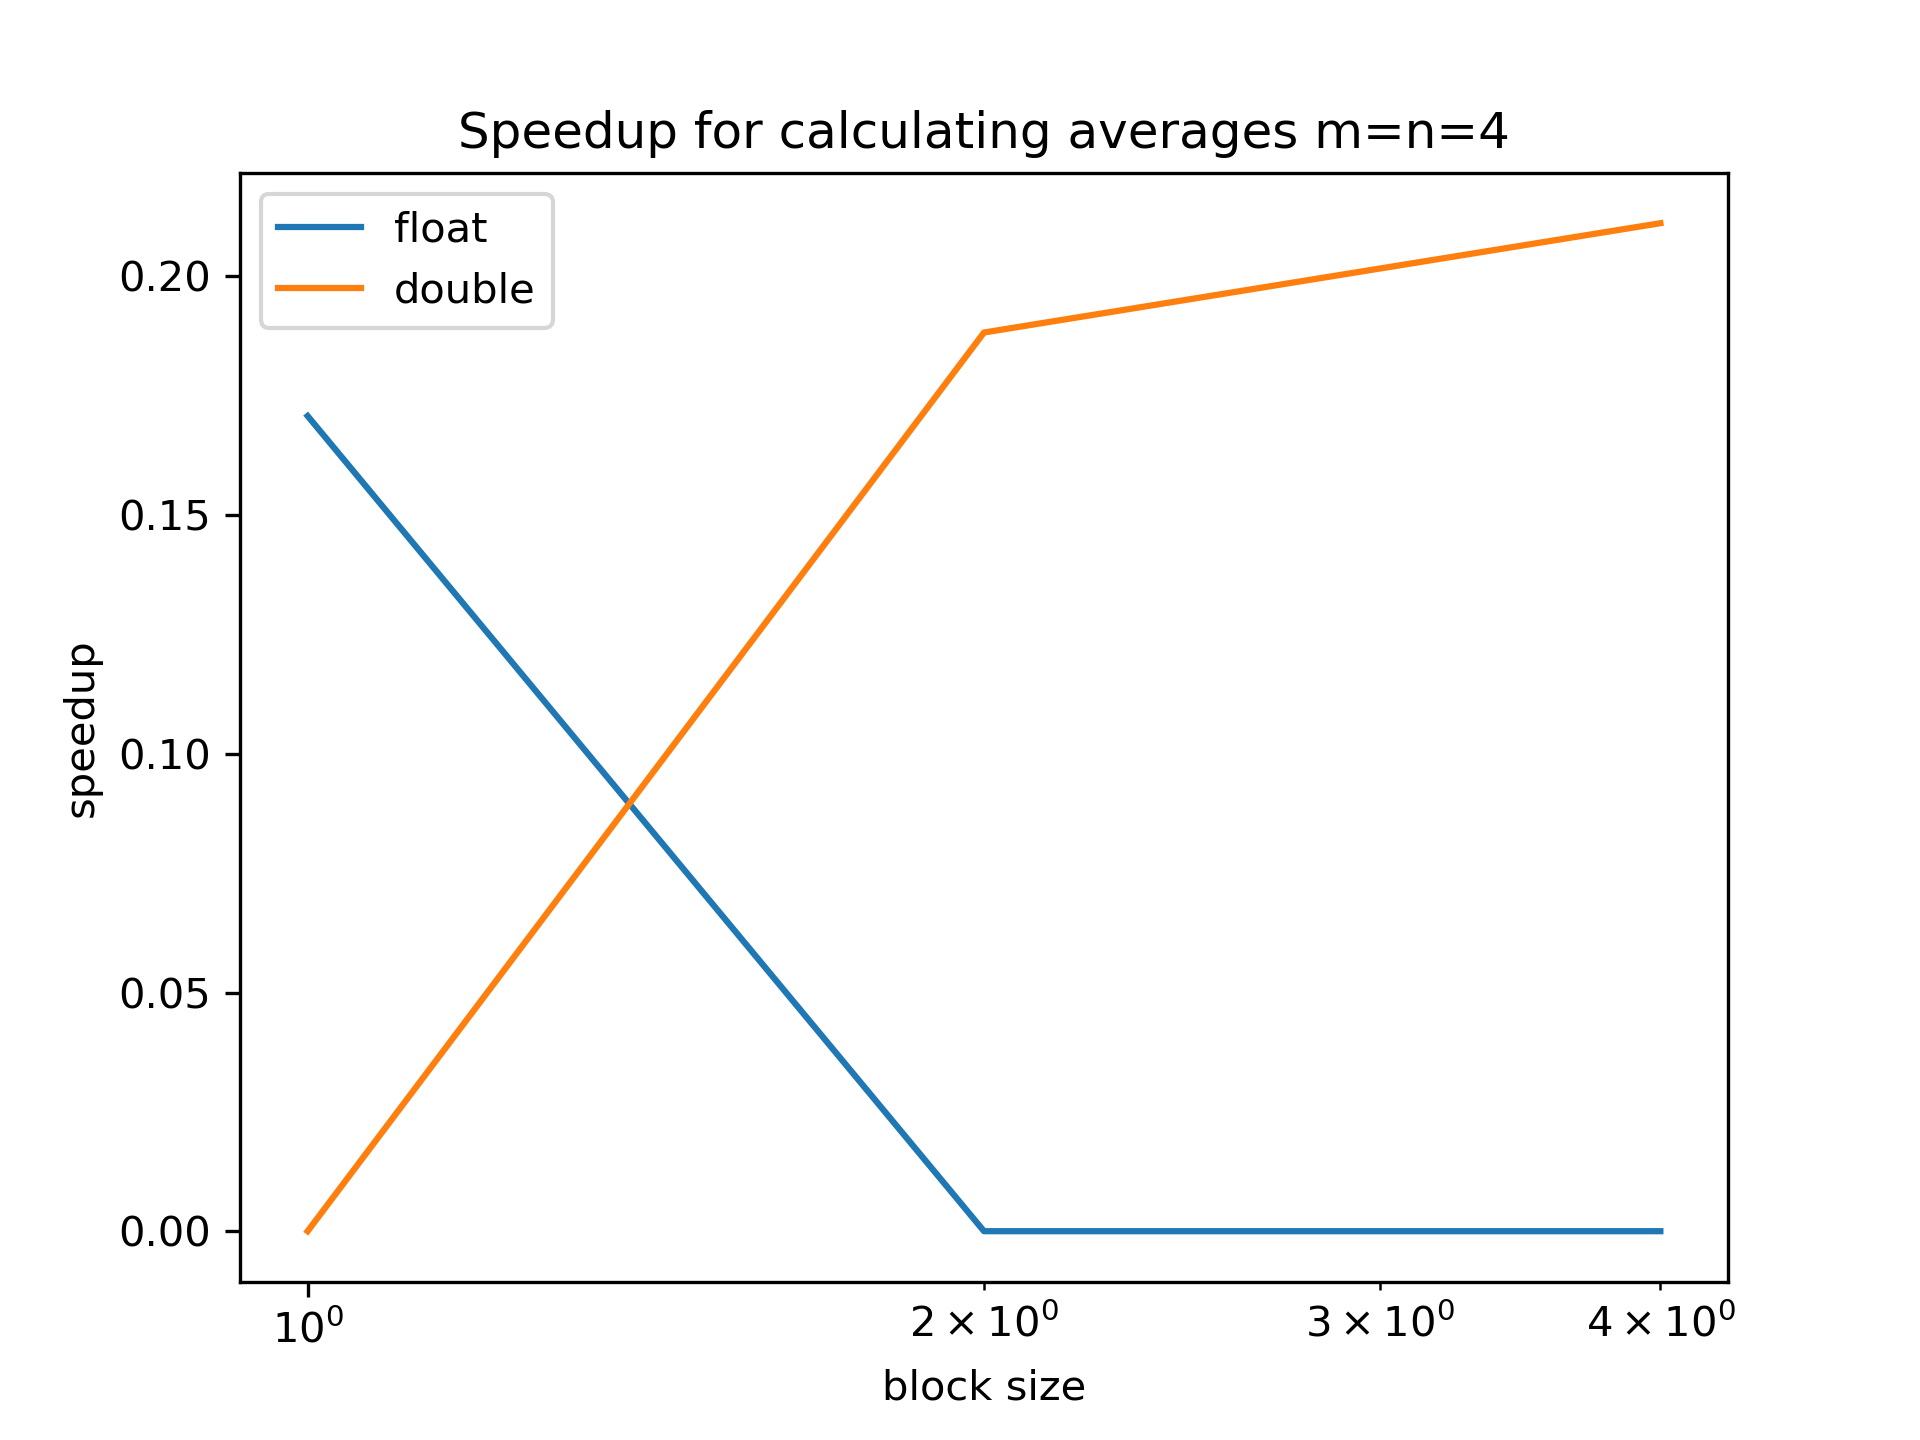 Speedup for calculating averages m=n=4
float
double
0.20
0.15
0.10
0.05
0.00
speedup
10⁰
2 × 10⁰
3 × 10⁰
4 × 10⁰
block size